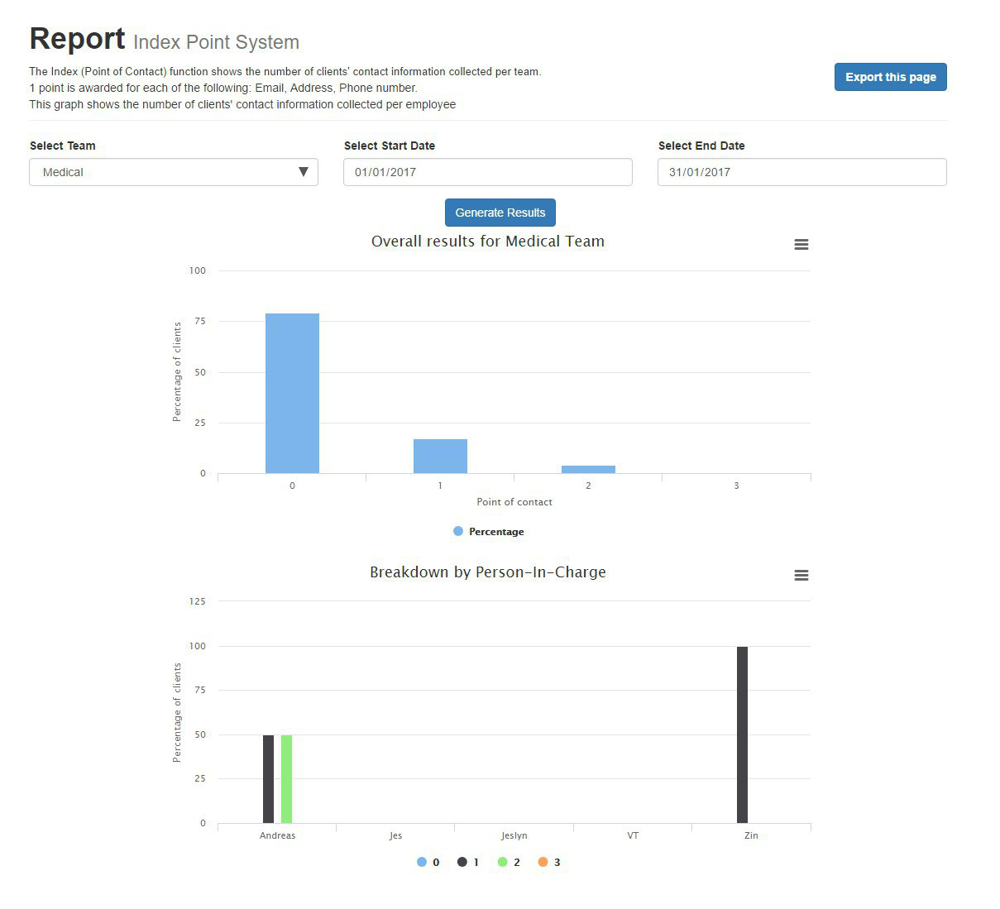 Report Index Point System
The Index (Point of Contact) function shows the number of clients' contact information collected per team.
1 point is awarded for each of the following: Email, Address, Phone number.
This graph shows the number of clients' contact information collected per employee
Export this page
Select Team
Select Start Date
Select End Date
Medical
01/01/2017
31/01/2017
Generate Results
Overall results for Medical Team
100
75
50
25
0
Percentage of clients
0 1 2 3
Point of contact
Percentage
Breakdown by Person-In-Charge
125
100
75
50
25
0
Percentage of clients
Andreas Jes Jeslyn VT Zin
0 1 2 3